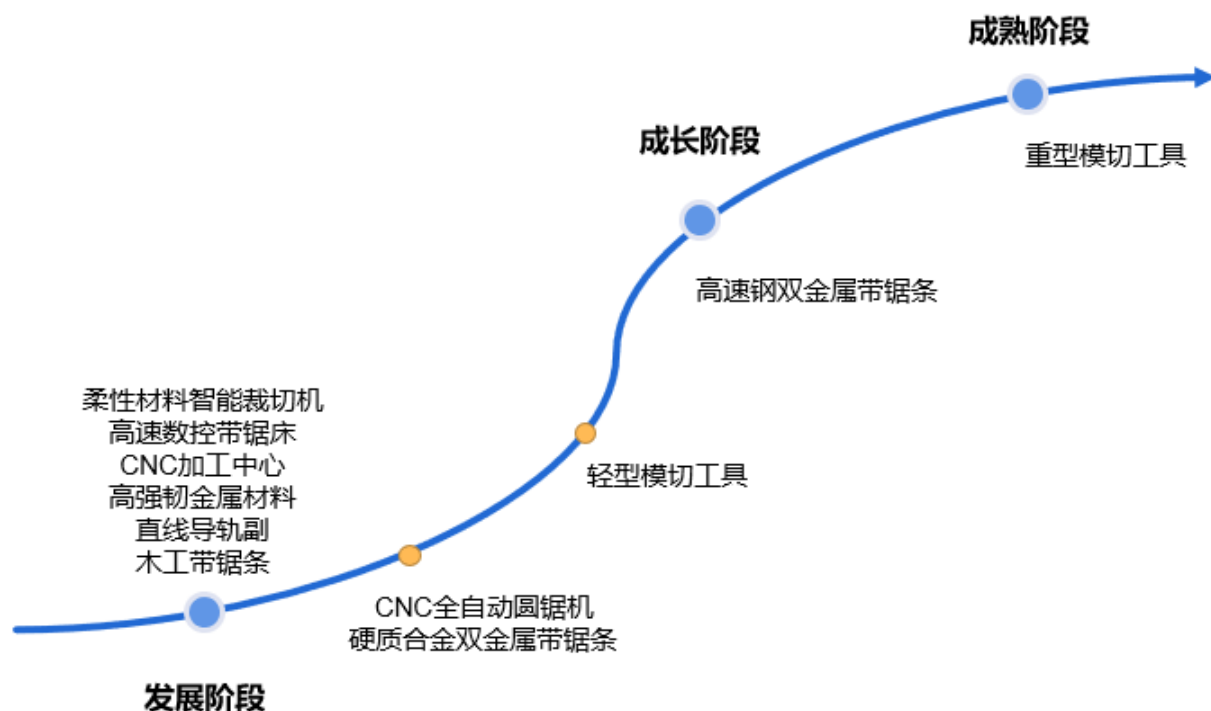 成熟阶段
重型模切工具
成长阶段
高速钢双金属带锯条
轻型模切工具
柔性材料智能裁切机
高速数控带锯床
CNC加工中心
高强韧金属材料
直线导轨副
木工带锯条
CNC全自动圆锯机
硬质合金双金属带锯条
发展阶段